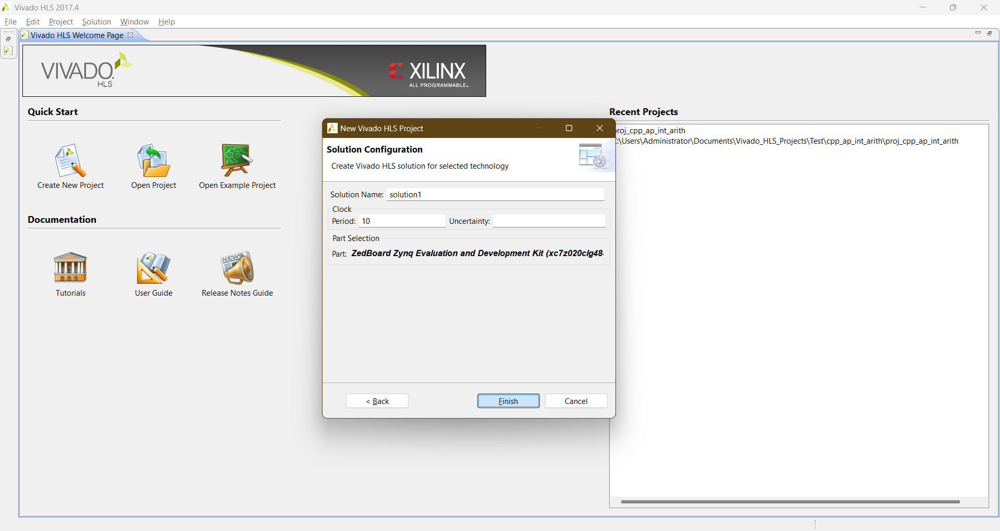 Vivado HLS 2017.4
File Edit Project Solution Window Help
Vivado HLS Welcome Page
VIVADO.
HLS
XILINX
ALL PROGRAMMABLE™
Quick Start
Create New Project
Open Project
Open Example Project
Documentation
Tutorials
User Guide
NEWS
Release Notes Guide
Recent Projects
proj_cpp_ap_int_arith
:\Users\Administrator\Documents\Vivado_HLS_Projects\Test\cpp_ap_int_arith\proj_cpp_ap_int_arith
New Vivado HLS Project
Solution Configuration
Create Vivado HLS solution for selected technology
Solution Name: solution1
Clock
Period: 10 Uncertainty:
Part Selection
Part: ZedBoard Zynq Evaluation and Development Kit (xc7z020clg48
< Back
Finish
Cancel